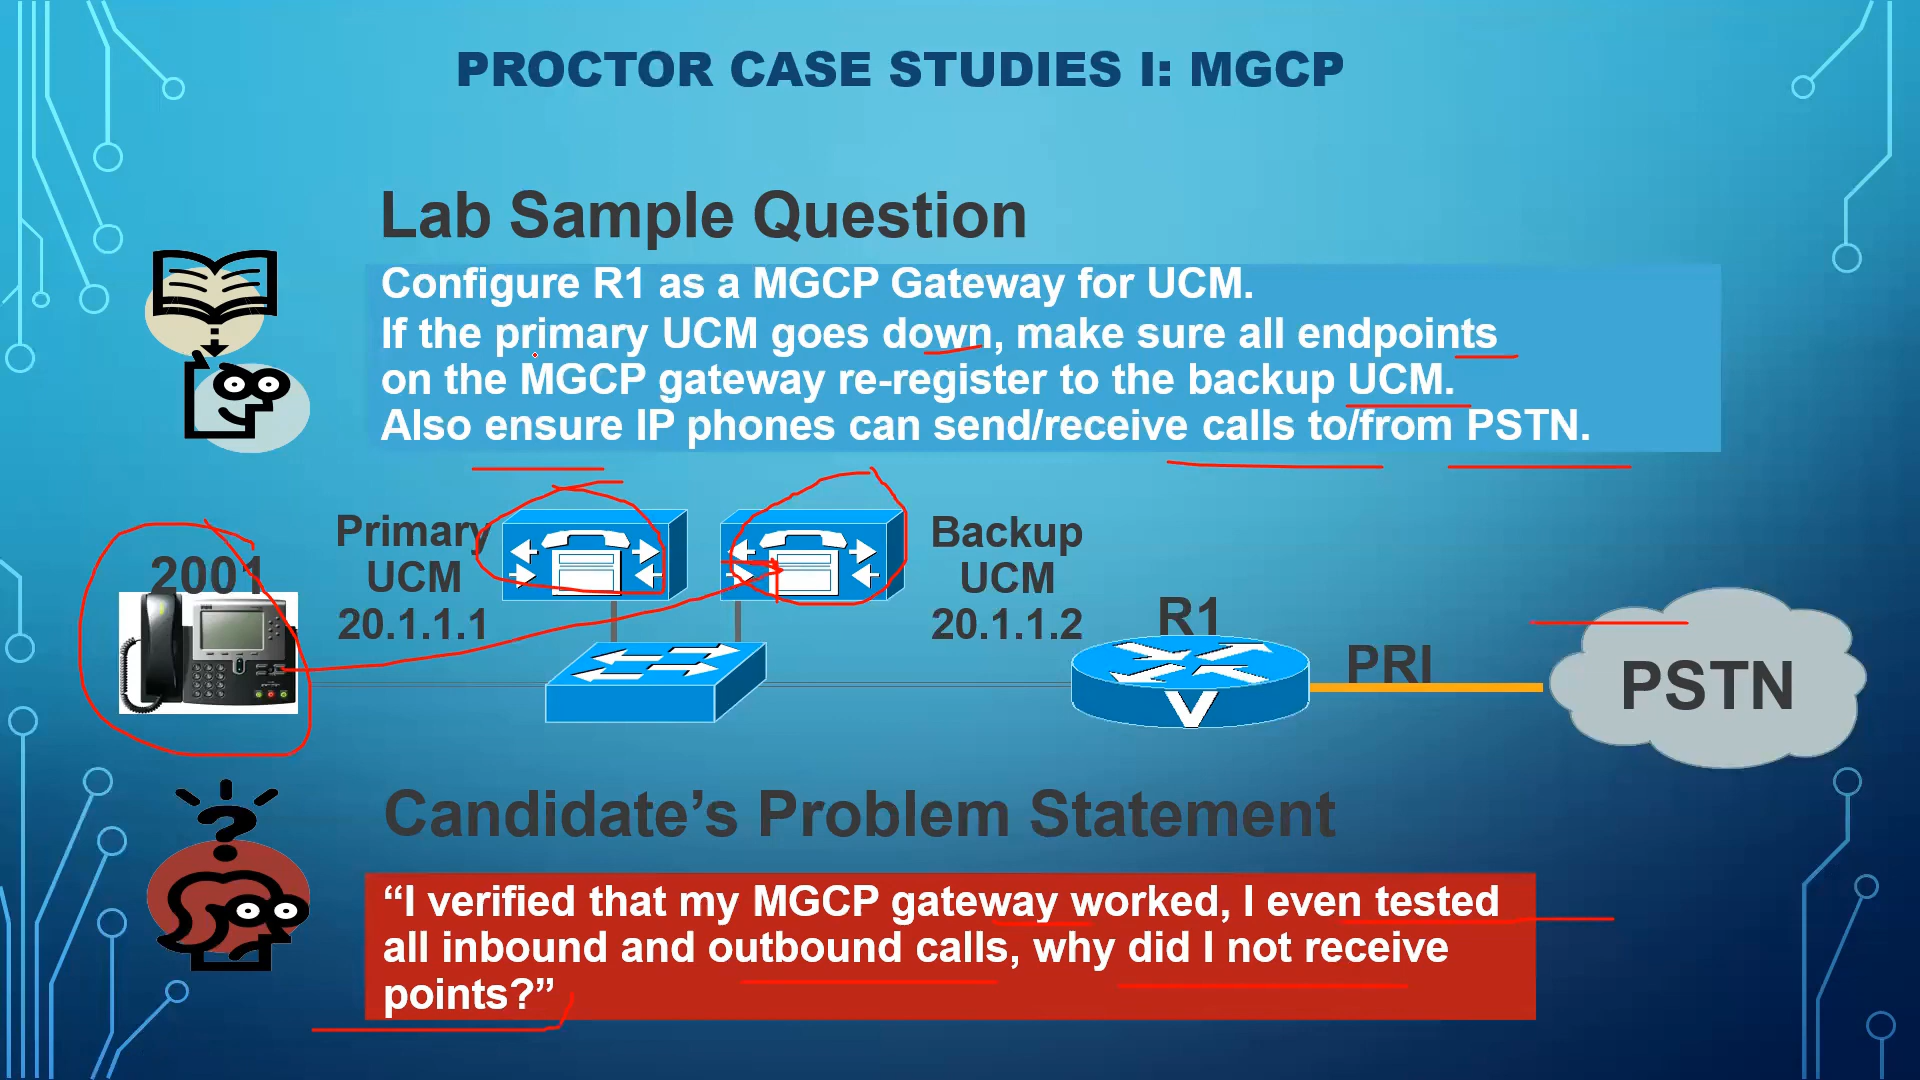 PROCTOR CASE STUDIES I: MGCP
Lab Sample Question
Configure R1 as a MGCP Gateway for UCM.
If the primary UCM goes down, make sure all endpoints
on the MGCP gateway re-register to the backup UCM.
Also ensure IP phones can send/receive calls to/from PSTN.
2001
Primary
UCM
20.1.1.1
Backup
UCM
20.1.1.2
R1
V
PRI
PSTN
Candidate’s Problem Statement
“I verified that my MGCP gateway worked, I even tested
all inbound and outbound calls, why did I not receive
points?”